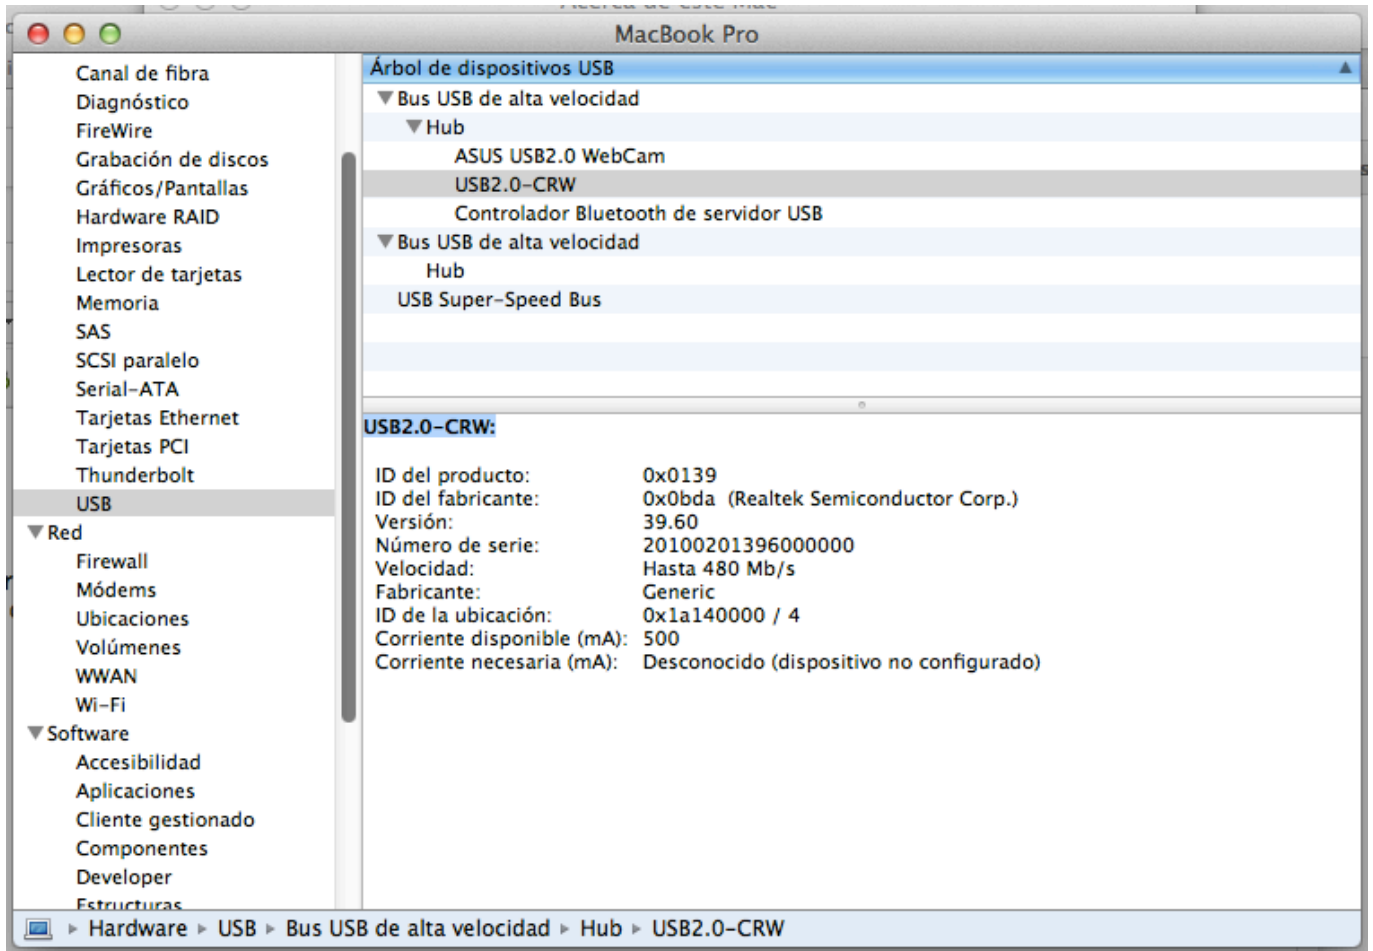 Acerca de este Mac
MacBook Pro
Canal de fibra
Diagnóstico
FireWire
Grabación de discos
Gráficos/Pantallas
Hardware RAID
Impresoras
Lector de tarjetas
Memoria
SAS
SCSI paralelo
Serial-ATA
Tarjetas Ethernet
Tarjetas PCI
Thunderbolt
USB
Red
Firewall
Módems
Ubicaciones
Volúmenes
WWAN
Wi-Fi
Software
Accesibilidad
Aplicaciones
Cliente gestionado
Componentes
Developer
Estructuras
Árbol de dispositivos USB
Bus USB de alta velocidad
Hub
ASUS USB2.0 WebCam
USB2.0-CRW
Controlador Bluetooth de servidor USB
Bus USB de alta velocidad
Hub
USB Super-Speed Bus
USB2.0-CRW:
ID del producto: 0x0139
ID del fabricante: 0x0bda (Realtek Semiconductor Corp.)
Versión: 39.60
Número de serie: 20100201396000000
Velocidad: Hasta 480 Mb/s
Fabricante: Generic
ID de la ubicación: 0x1a140000 / 4
Corriente disponible (mA): 500
Corriente necesaria (mA): Desconocido (dispositivo no configurado)
Hardware ▸ USB ▸ Bus USB de alta velocidad ▸ Hub ▸ USB2.0-CRW